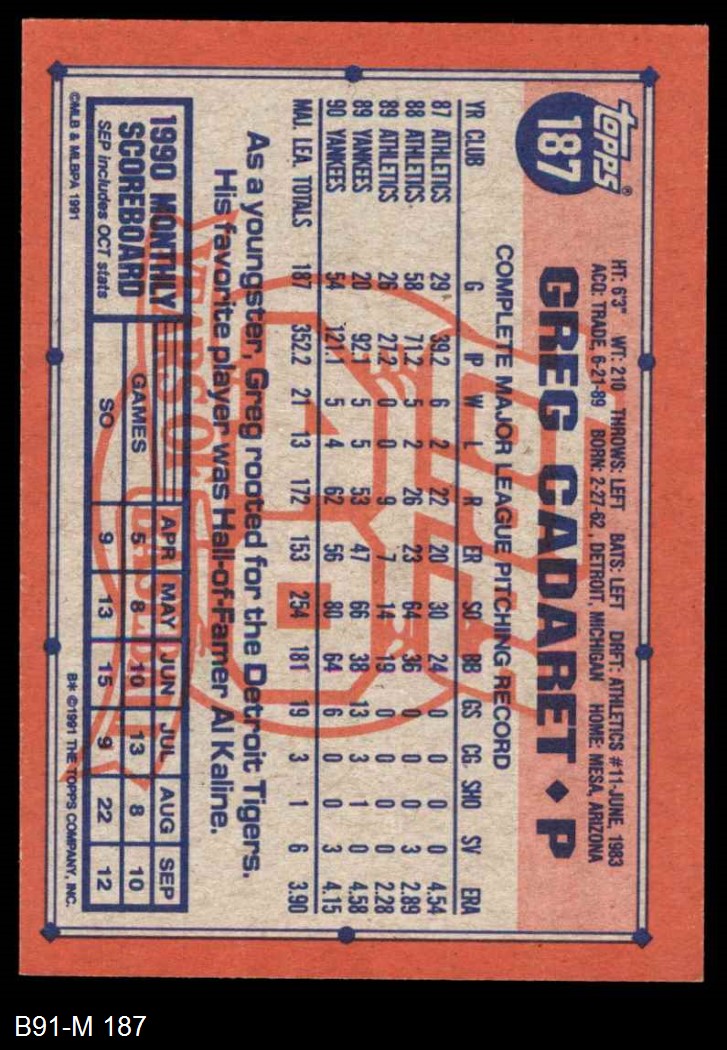 topps®
187
HT: 6'3" WT: 210 THROWS: LEFT BATS: LEFT DRFT: ATHLETICS #11-JUNE, 1983
ACQ: TRADE, 6-21-89 BORN: 2-27-62, DETROIT, MICHIGAN HOME: MESA, ARIZONA
GREG CADARET ◆ P
COMPLETE MAJOR LEAGUE PITCHING RECORD
YR CLUB G IP W L R ER SO BB GS CG SHO SV ERA
87 ATHLETICS 29 39.2 6 2 22 20 30 24 0 0 0 0 4.54
88 ATHLETICS 58 71.2 5 2 26 23 64 36 0 0 0 3 2.89
89 ATHLETICS 26 27.2 0 0 9 7 14 19 0 0 0 0 2.28
89 YANKEES 20 92.1 5 5 53 47 66 38 13 3 1 0 4.58
90 YANKEES 54 121.1 5 4 62 56 80 64 6 0 0 3 4.15
MAJ. LEA. TOTALS 187 352.2 21 13 172 153 254 181 19 3 1 6 3.90
As a youngster, Greg rooted for the Detroit Tigers.
His favorite player was Hall-of-Famer Al Kaline.
40
YEARS OF
BASEBALL
1990 MONTHLY
SCOREBOARD
SEP includes OCT stats
APR MAY JUN JUL AUG SEP
GAMES 5 8 10 13 8 10
SO 9 13 15 9 22 12
©MLB & MLBPA 1991
B* ©1991 THE TOPPS COMPANY, INC.
B91-M 187